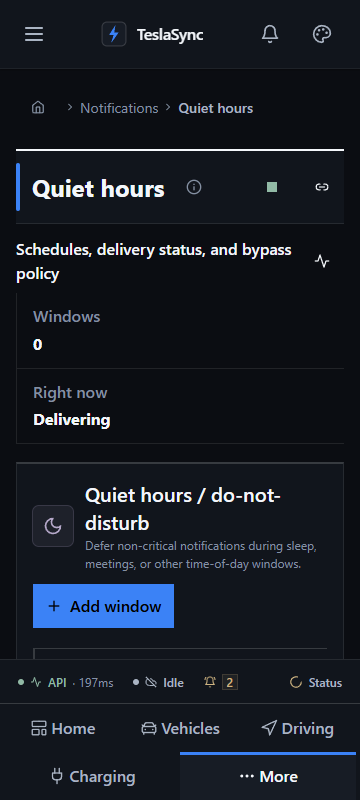 TeslaSync
Notifications Quiet hours
Quiet hours
Schedules, delivery status, and bypass
policy
Windows
0
Right now
Delivering
Quiet hours / do-not-
disturb
Defer non-critical notifications during sleep,
meetings, or other time-of-day windows.
+ Add window
API · 197ms Idle 2 Status
Home Vehicles Driving
Charging More